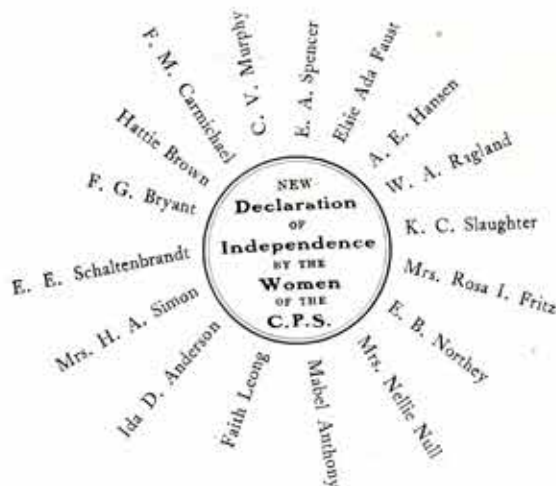 NEW
Declaration
OF
Independence
BY THE
Women
OF THE
C.P.S.
C. V. Murphy
E. A. Spencer
Elsie Ada Faust
A. E. Hansen
W. A. Rigland
K. C. Slaughter
Mrs. Rosa I. Fritz
E. B. Northey
Mrs. Nellie Null
Mabel Anthony
Faith Leong
Ida D. Anderson
Mrs. H. A. Simon
E. E. Schaltenbrandt
F. G. Bryant
Hattie Brown
F. M. Carmichael